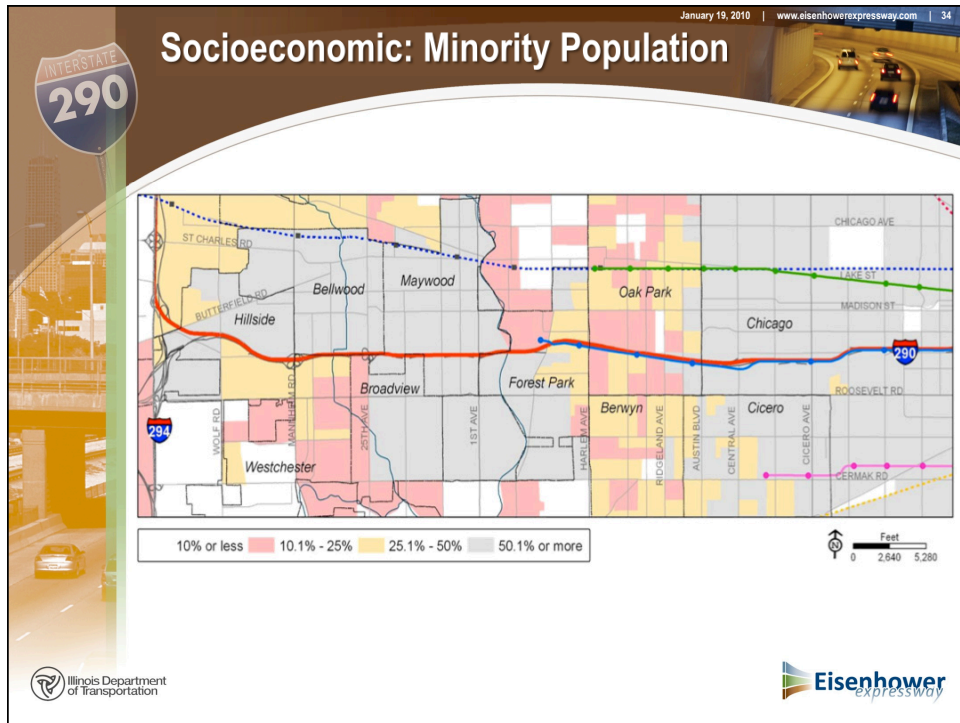 January 19, 2010 | www.eisenhowerexpressway.com | 34
Socioeconomic: Minority Population
INTERSTATE
290
CHICAGO AVE
ST CHARLES RD
LAKE ST
Maywood
Bellwood
Oak Park
BUTTERFIELD RD
MADISON ST
Hillside
Chicago
290
Broadview
Forest Park
ROOSEVELT RD
Berwyn
Cicero
294
WOLF RD
MANNHEIM RD
25TH AVE
1ST AVE
HARLEM AVE
RIDGELAND AVE
AUSTIN BLVD
CENTRAL AVE
CICERO AVE
Westchester
CERMAK RD
10% or less 10.1% - 25% 25.1% - 50% 50.1% or more
N
Feet
0 2,640 5,280
Illinois Department
of Transportation
Eisenhower
expressway